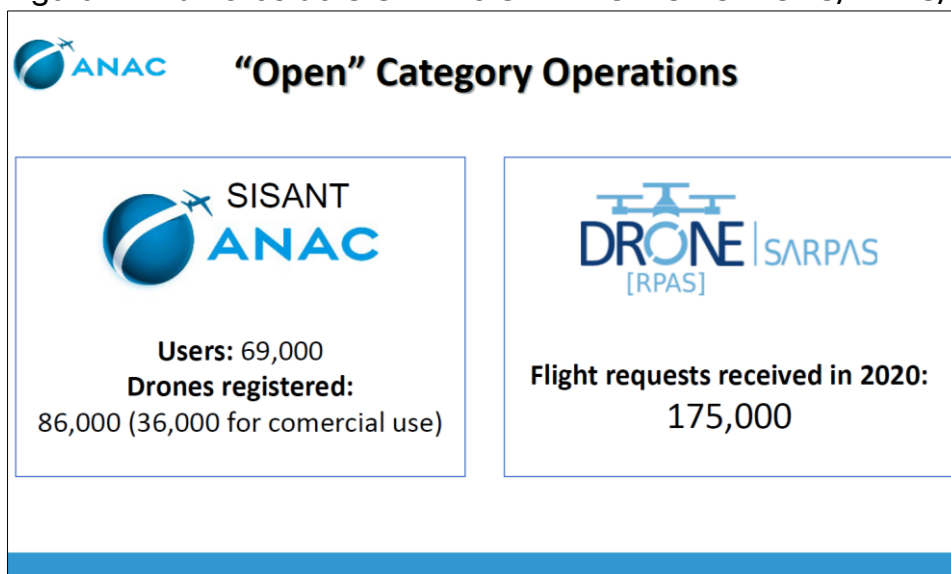 ANAC
“Open” Category Operations
SISANT
ANAC
Users: 69,000
Drones registered:
86,000 (36,000 for comercial use)
DRONE SARPAS
[RPAS]
Flight requests received in 2020:
175,000